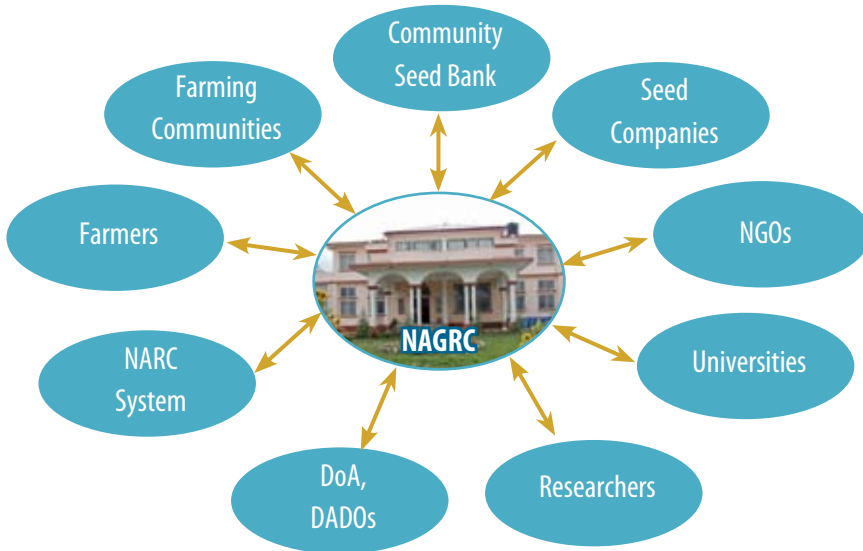 Community
Seed Bank
Farming
Communities
Seed
Companies
Farmers
NGOs
NAGRC
NARC
System
Universities
DoA,
DADOs
Researchers